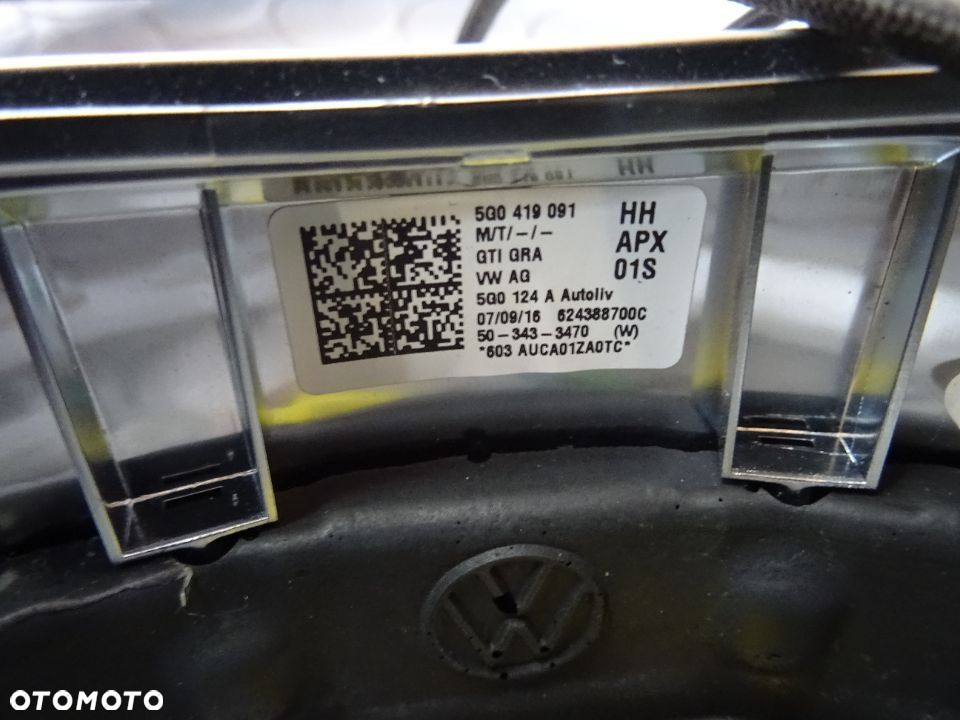 5G0 419 091 HH
M/T/-/- APX
GTI GRA 01S
VW AG
5G0 124 A Autoliv
07/09/16 624388700C
50-343-3470 (W)
*603 AUCA01ZA0TC*
OTOMOTO